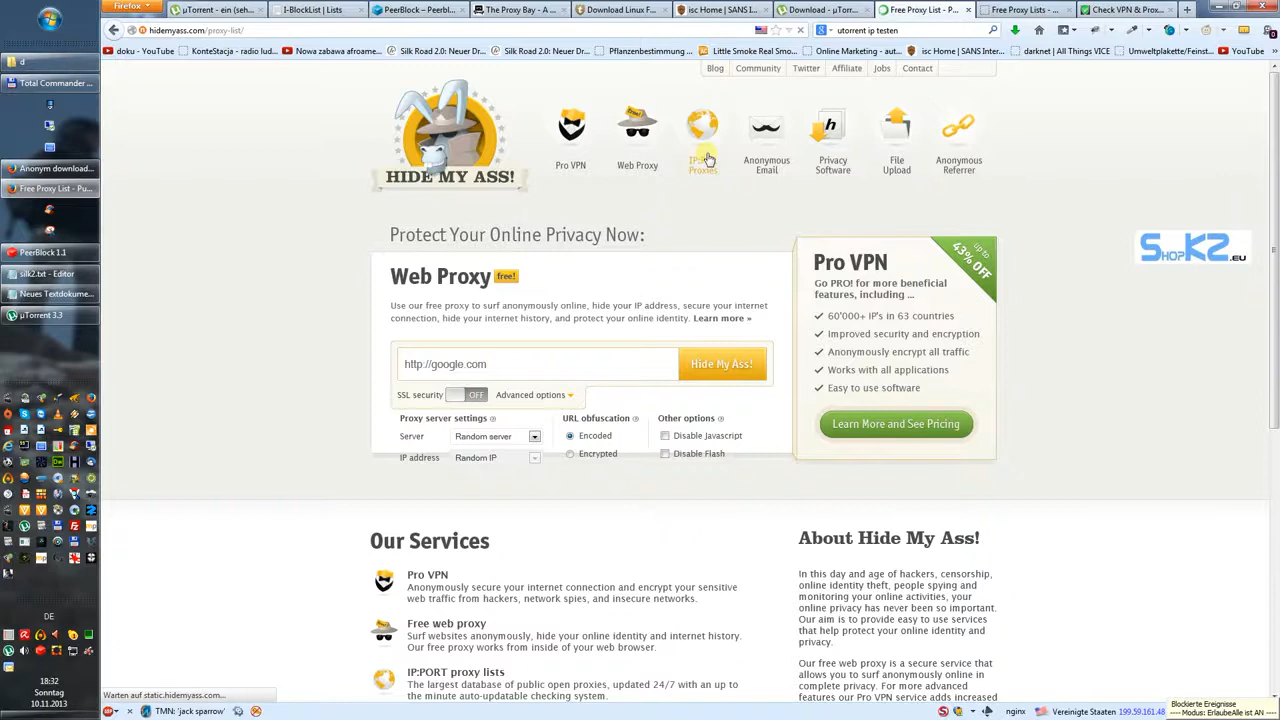 Firefox
µTorrent - ein (seh...
I-BlockList | Lists
PeerBlock – Peerbl...
The Proxy Bay - A ...
Download Linux F...
isc Home | SANS I...
Download - µTor...
Free Proxy List - P...
Free Proxy Lists - ...
Check VPN & Prox...
hidemyass.com/proxy-list/
utorrent ip testen
doku - YouTube
KonteStacja - radio lud...
Nowa zabawa afroame...
Silk Road 2.0: Neuer Dr...
Silk Road 2.0: Neuer Dr...
Pflanzenbestimmung ...
Little Smoke Real Smo...
Online Marketing - aut...
isc Home | SANS Inter...
darknet | All Things VICE
Umweltplakette/Feinst...
YouTube
d
Total Commander ...
Anonym download...
Free Proxy List - Pu...
PeerBlock 1.1
silk2.txt - Editor
Neues Textdokume...
µTorrent 3.3
DE
18:32
Sonntag
10.11.2013
Blog
Community
Twitter
Affiliate
Jobs
Contact
HIDE MY ASS!
Pro VPN
Web Proxy
Proxies
Anonymous
Email
Privacy
Software
File
Upload
Anonymous
Referrer
Protect Your Online Privacy Now:
Web Proxy free!
Use our free proxy to surf anonymously online, hide your IP address, secure your internet
connection, hide your internet history, and protect your online identity. Learn more »
http://google.com
Hide My Ass!
SSL security OFF Advanced options
Proxy server settings
Server Random server
IP address Random IP
URL obfuscation
Encoded
Encrypted
Other options
Disable Javascript
Disable Flash
up to
43% OFF
Pro VPN
Go PRO! for more beneficial
features, including ...
60'000+ IP's in 63 countries
Improved security and encryption
Anonymously encrypt all traffic
Works with all applications
Easy to use software
Learn More and See Pricing
SHOPK2.EU
Our Services
Pro VPN
Anonymously secure your internet connection and encrypt your sensitive
web traffic from hackers, network spies, and insecure networks.
Free web proxy
Surf websites anonymously, hide your online identity and internet history.
Our free proxy works from inside of your web browser.
IP:PORT proxy lists
The largest database of public open proxies, updated 24/7 with an up to
the minute auto-updatable checking system.
About Hide My Ass!
In this day and age of hackers, censorship,
online identity theft, people spying and
monitoring your online activities, your
online privacy has never been so important.
Our aim is to provide easy to use services
that help protect your online identity and
privacy.
Our free web proxy is a secure service that
allows you to surf anonymously online in
complete privacy. For more advanced
features our Pro VPN service adds increased
Warten auf static.hidemyass.com...
TMN: 'jack sparrow'
nginx
Vereinigte Staaten
199.59.161.48
Blockierte Ereignisse
---- Modus: ErlaubeAlle ist AN ----